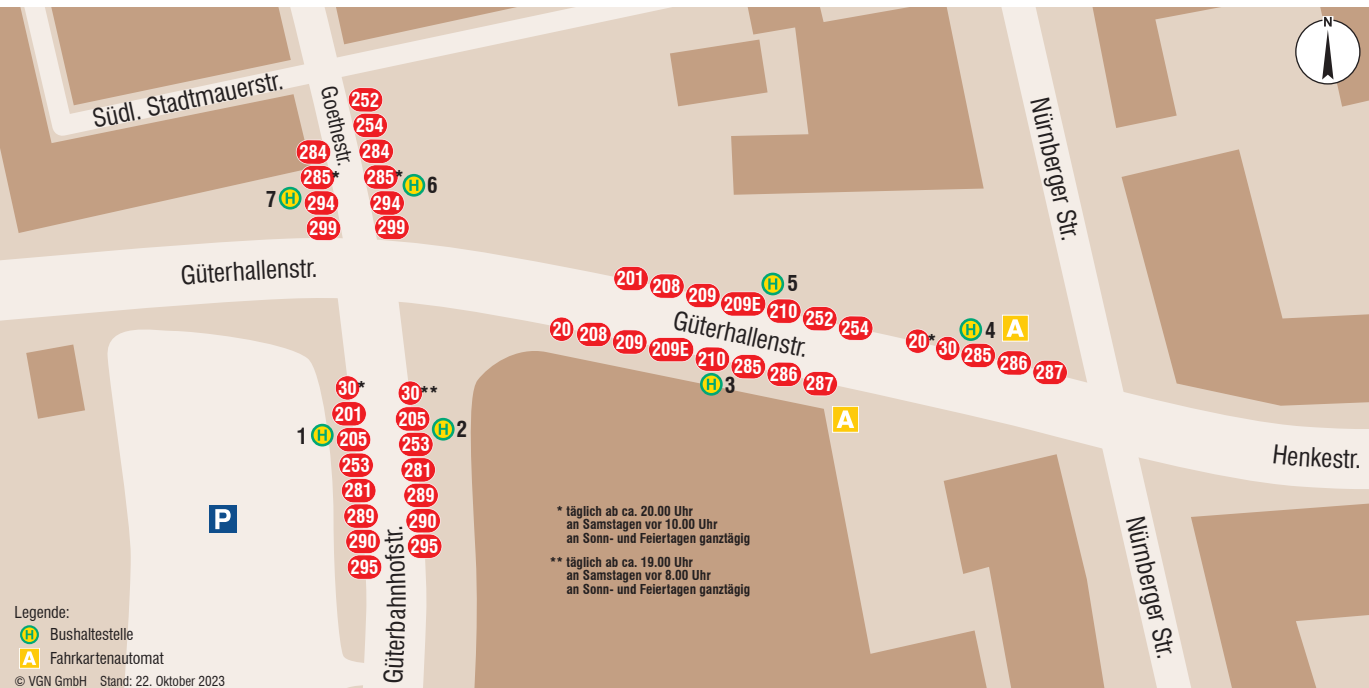 N
Südl. Stadtmauerstr.
Goethestr.
252
254
284
285*
294
299
H 6
284
285*
294
299
7 H
Nürnberger Str.
Güterhallenstr.
201
208
209
209E
210
252
254
H 5
Güterhallenstr.
20
208
209
209E
210
285
286
287
H 3
A
20*
30
285
286
287
H 4 A
Henkestr.
30*
201
205
253
281
289
290
295
1 H
30**
205
253
281
289
290
295
H 2
P
Güterbahnhofstr.
Nürnberger Str.
* täglich ab ca. 20.00 Uhr
an Samstagen vor 10.00 Uhr
an Sonn- und Feiertagen ganztägig
** täglich ab ca. 19.00 Uhr
an Samstagen vor 8.00 Uhr
an Sonn- und Feiertagen ganztägig
Legende:
H Bushaltestelle
A Fahrkartenautomat
© VGN GmbH Stand: 22. Oktober 2023